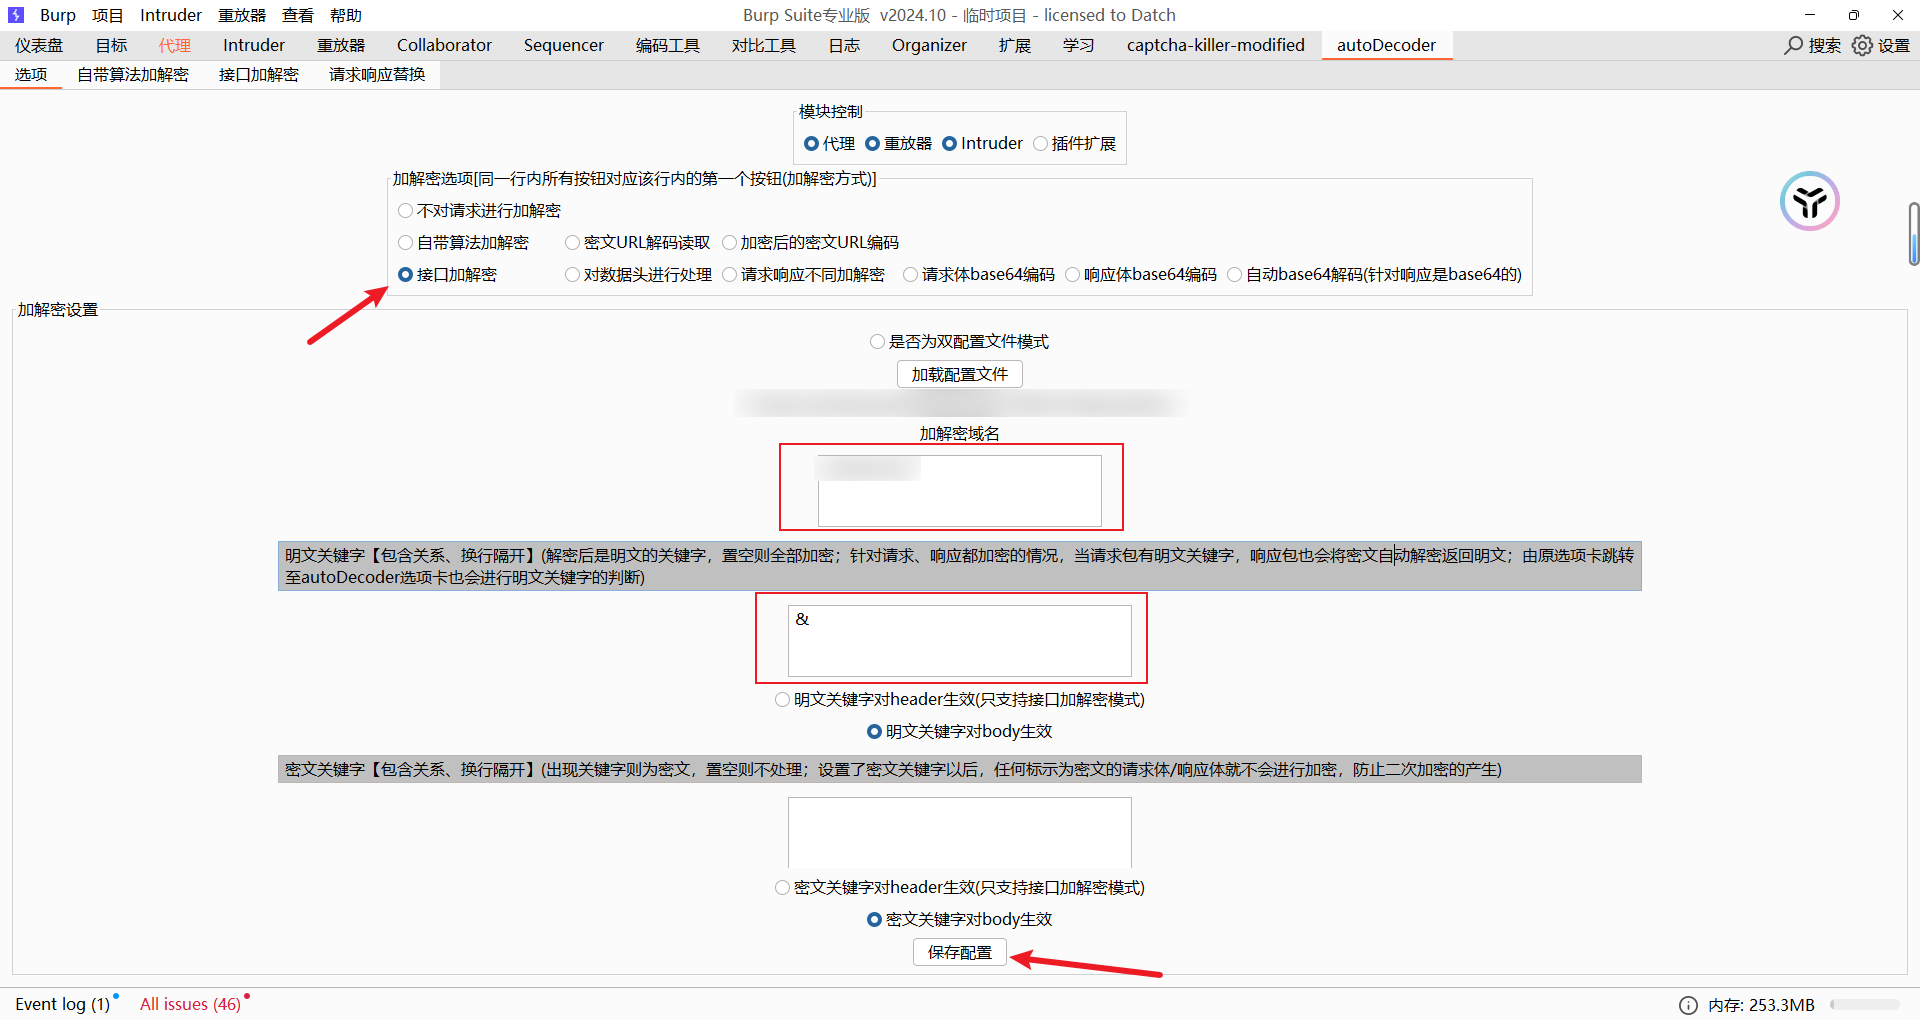 Burp 项目 Intruder 重放器 查看 帮助
Burp Suite专业版 v2024.10 - 临时项目 - licensed to Datch
仪表盘 目标 代理 Intruder 重放器 Collaborator Sequencer 编码工具 对比工具 日志 Organizer 扩展 学习 captcha-killer-modified autoDecoder 搜索 设置
选项 自带算法加解密 接口加解密 请求响应替换
模块控制
代理 重放器 Intruder 插件扩展
加解密选项[同一行内所有按钮对应该行内的第一个按钮(加解密方式)]
不对请求进行加解密
自带算法加解密 密文URL解码读取 加密后的密文URL编码
接口加解密 对数据头进行处理 请求响应不同加解密 请求体base64编码 响应体base64编码 自动base64解码(针对响应是base64的)
加解密设置
是否为双配置文件模式
加载配置文件
加解密域名
明文关键字【包含关系、换行隔开】(解密后是明文的关键字，置空则全部加密；针对请求、响应都加密的情况，当请求包有明文关键字，响应包也会将密文自动解密返回明文；由原选项卡跳转
至autoDecoder选项卡也会进行明文关键字的判断)
&
明文关键字对header生效(只支持接口加解密模式)
明文关键字对body生效
密文关键字【包含关系、换行隔开】(出现关键字则为密文，置空则不处理；设置了密文关键字以后，任何标示为密文的请求体/响应体就不会进行加密，防止二次加密的产生)
密文关键字对header生效(只支持接口加解密模式)
密文关键字对body生效
保存配置
Event log (1) All issues (46)
内存: 253.3MB